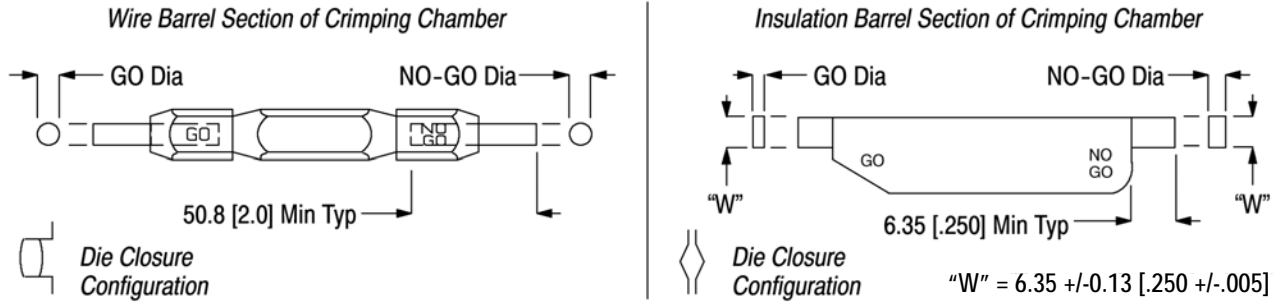 Wire Barrel Section of Crimping Chamber
GO Dia
NO-GO Dia
GO
NO
GO
50.8 [2.0] Min Typ
Die Closure
Configuration
Insulation Barrel Section of Crimping Chamber
GO Dia
NO-GO Dia
GO
NO
GO
“W”
“W”
6.35 [.250] Min Typ
Die Closure
Configuration
“W” = 6.35 +/-0.13 [.250 +/-.005]